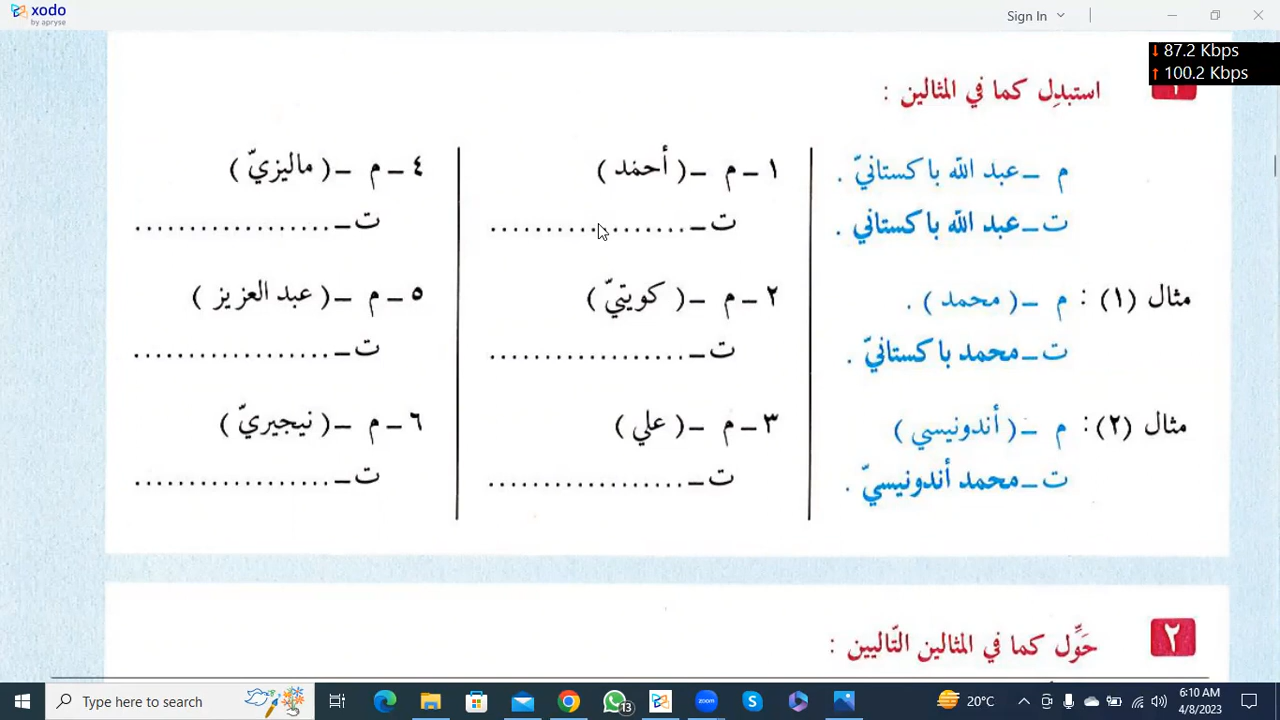 xodo
by apryse
Sign In
↓ 87.2 Kbps
↑ 100.2 Kbps
استبدِل كما في المثالين :
م ـ عبد الله باكستانيّ .
ت ـ عبد الله باكستاني .
مثال (١) : م ـ ( محمد ) .
ت ـ محمد باكستانيّ .
مثال (٢) : م ـ ( أندونيسي )
ت ـ محمد أندونيسيّ .
١ ـ م ـ ( أحمد )
ت ـ ......................
٢ ـ م ـ ( كويتيّ )
ت ـ ......................
٣ ـ م ـ ( علي )
ت ـ ......................
٤ ـ م ـ ( ماليزيّ )
ت ـ ......................
٥ ـ م ـ ( عبد العزيز )
ت ـ ......................
٦ ـ م ـ ( نيجيريّ )
ت ـ ......................
٢ حَوِّل كما في المثالين التّاليين :
Type here to search
13
20°C
6:10 AM
4/8/2023